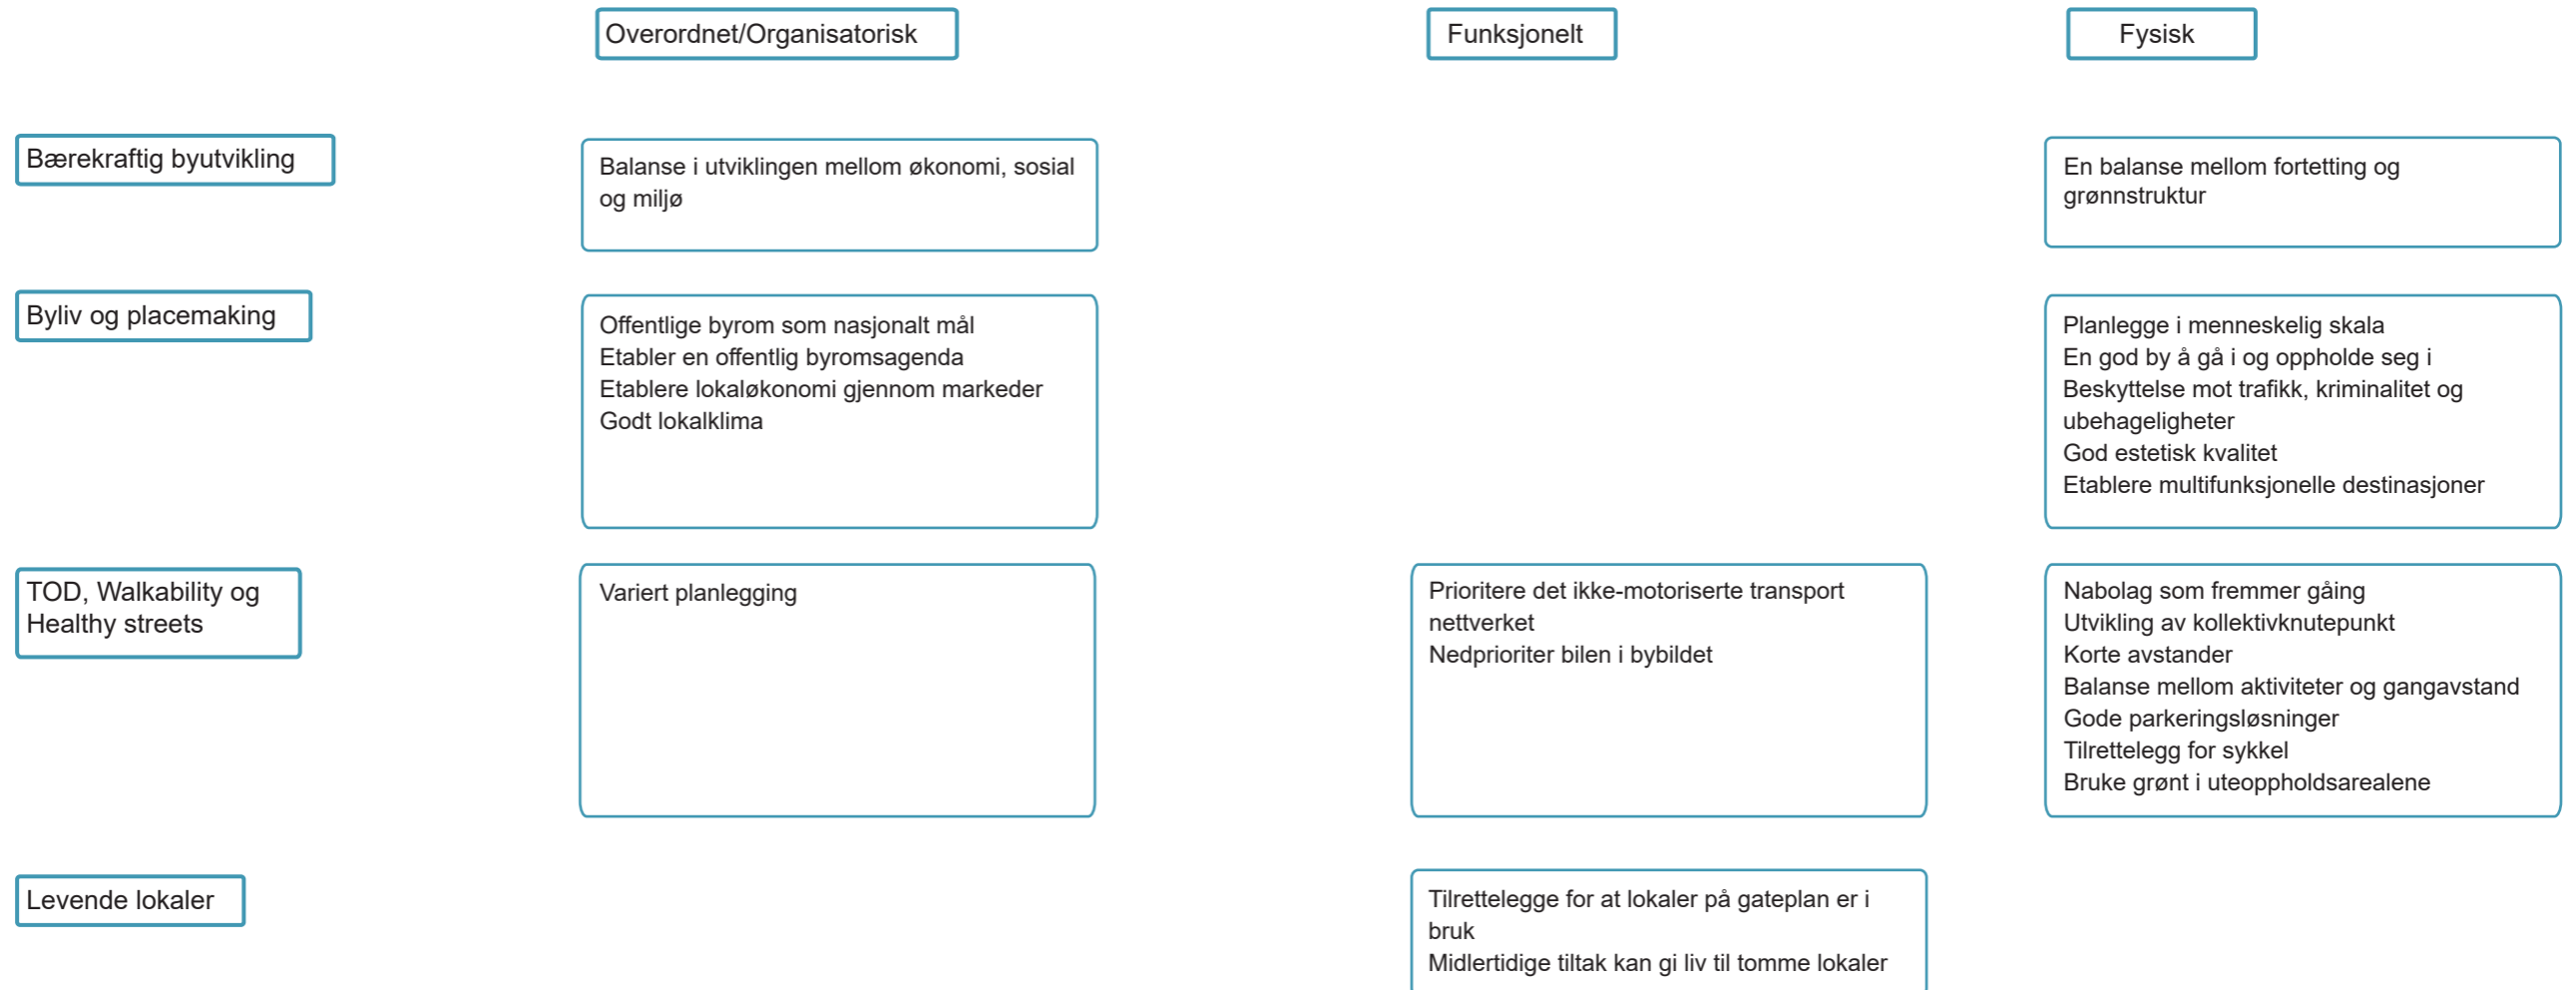 Overordnet/Organisatorisk
Funksjonelt
Fysisk
Bærekraftig byutvikling
Balanse i utviklingen mellom økonomi, sosial
og miljø
En balanse mellom fortetting og
grønnstruktur
Byliv og placemaking
Offentlige byrom som nasjonalt mål
Etabler en offentlig byromsagenda
Etablere lokaløkonomi gjennom markeder
Godt lokalklima
Planlegge i menneskelig skala
En god by å gå i og oppholde seg i
Beskyttelse mot trafikk, kriminalitet og
ubehageligheter
God estetisk kvalitet
Etablere multifunksjonelle destinasjoner
TOD, Walkability og
Healthy streets
Variert planlegging
Prioritere det ikke-motoriserte transport
nettverket
Nedprioriter bilen i bybildet
Nabolag som fremmer gåing
Utvikling av kollektivknutepunkt
Korte avstander
Balanse mellom aktiviteter og gangavstand
Gode parkeringsløsninger
Tilrettelegg for sykkel
Bruke grønt i uteoppholdsarealene
Levende lokaler
Tilrettelegge for at lokaler på gateplan er i
bruk
Midlertidige tiltak kan gi liv til tomme lokaler